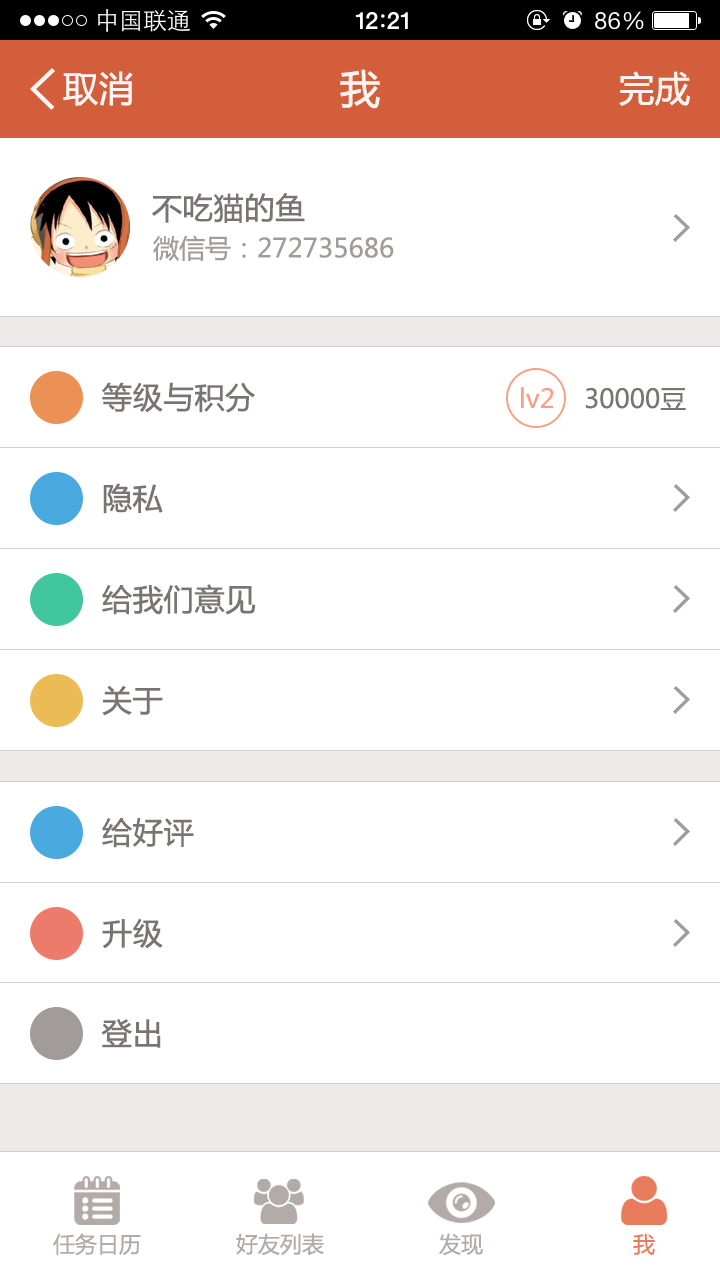 中国联通 12:21 86%
取消 我 完成
不吃猫的鱼
微信号：272735686
等级与积分 lv2 30000豆
隐私
给我们意见
关于
给好评
升级
登出
任务日历 好友列表 发现 我